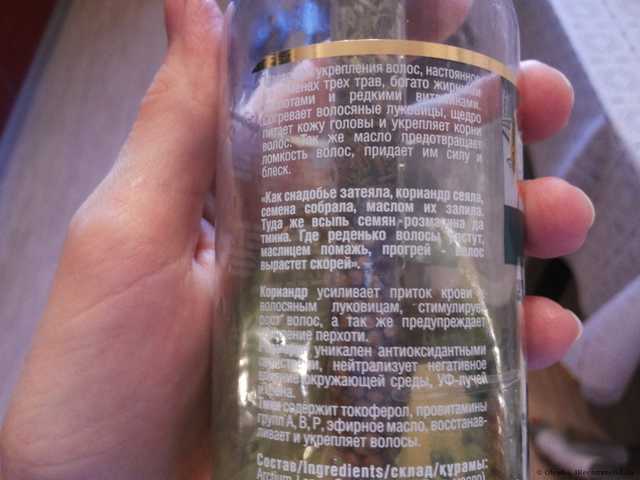 укрепления волос, настоянное
трех трав, богато
и редкими
согревает волосяные луковицы, щедро
питает кожу головы и укрепляет корни
волос. Так же масло предотвращает
ломкость волос, придает им силу и
блеск.
«Как снадобье затеяла, кориандр сеяла,
семена собрала, маслом их залила.
Туда же всыпь семян розмарина да
тмина. Где реденько волосы растут,
маслицем помажь, прогрей волос
вырастет скорей».
Кориандр усиливает приток крови
волосяным луковицам, стимулируе
рост волос, а так же предупреждает
перхоти.
уникален антиоксидантными
нейтрализует негативное
окружающей среды, УФ-лучей
Тмин содержит токоферол, провитамины
групп А, В, Р, эфирное масло, восстанав-
ливает и укрепляет волосы.
Состав/Ingredients/склад/курамы: